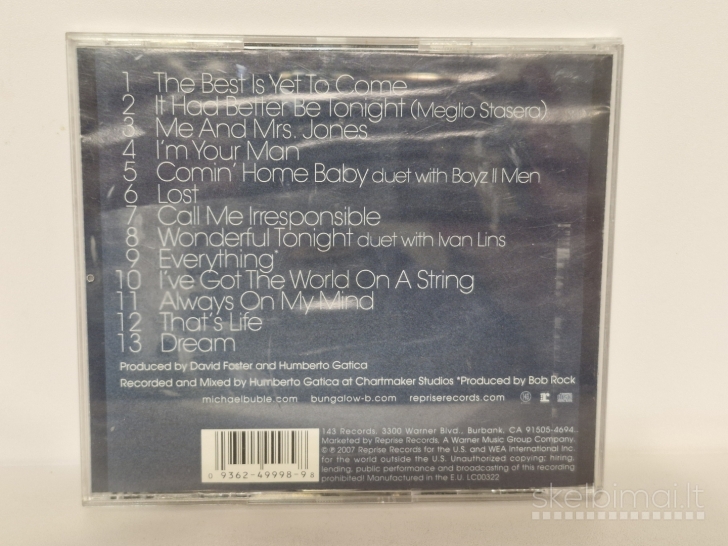 1 The Best Is Yet To Come
2 It Had Better Be Tonight (Meglio Stasera)
3 Me And Mrs. Jones
4 I'm Your Man
5 Comin' Home Baby duet with Boyz II Men
6 Lost
7 Call Me Irresponsible
8 Wonderful Tonight duet with Ivan Lins
9 Everything*
10 I've Got The World On A String
11 Always On My Mind
12 That's Life
13 Dream
Produced by David Foster and Humberto Gatica
Recorded and Mixed by Humberto Gatica at Chartmaker Studios *Produced by Bob Rock
michaelbuble.com bungalow-b.com repriserecords.com
143 Records, 3300 Warner Blvd., Burbank, CA 91505-4694.
Marketed by Reprise Records, A Warner Music Group Company.
©℗ 2007 Reprise Records for the U.S. and WEA International Inc.
for the world outside the U.S. Unauthorized copying, hiring,
lending, public performance and broadcasting of this recording
prohibited! Manufactured in the E.U. LC00322
0 9362-49998-9 8
skelbimai.lt